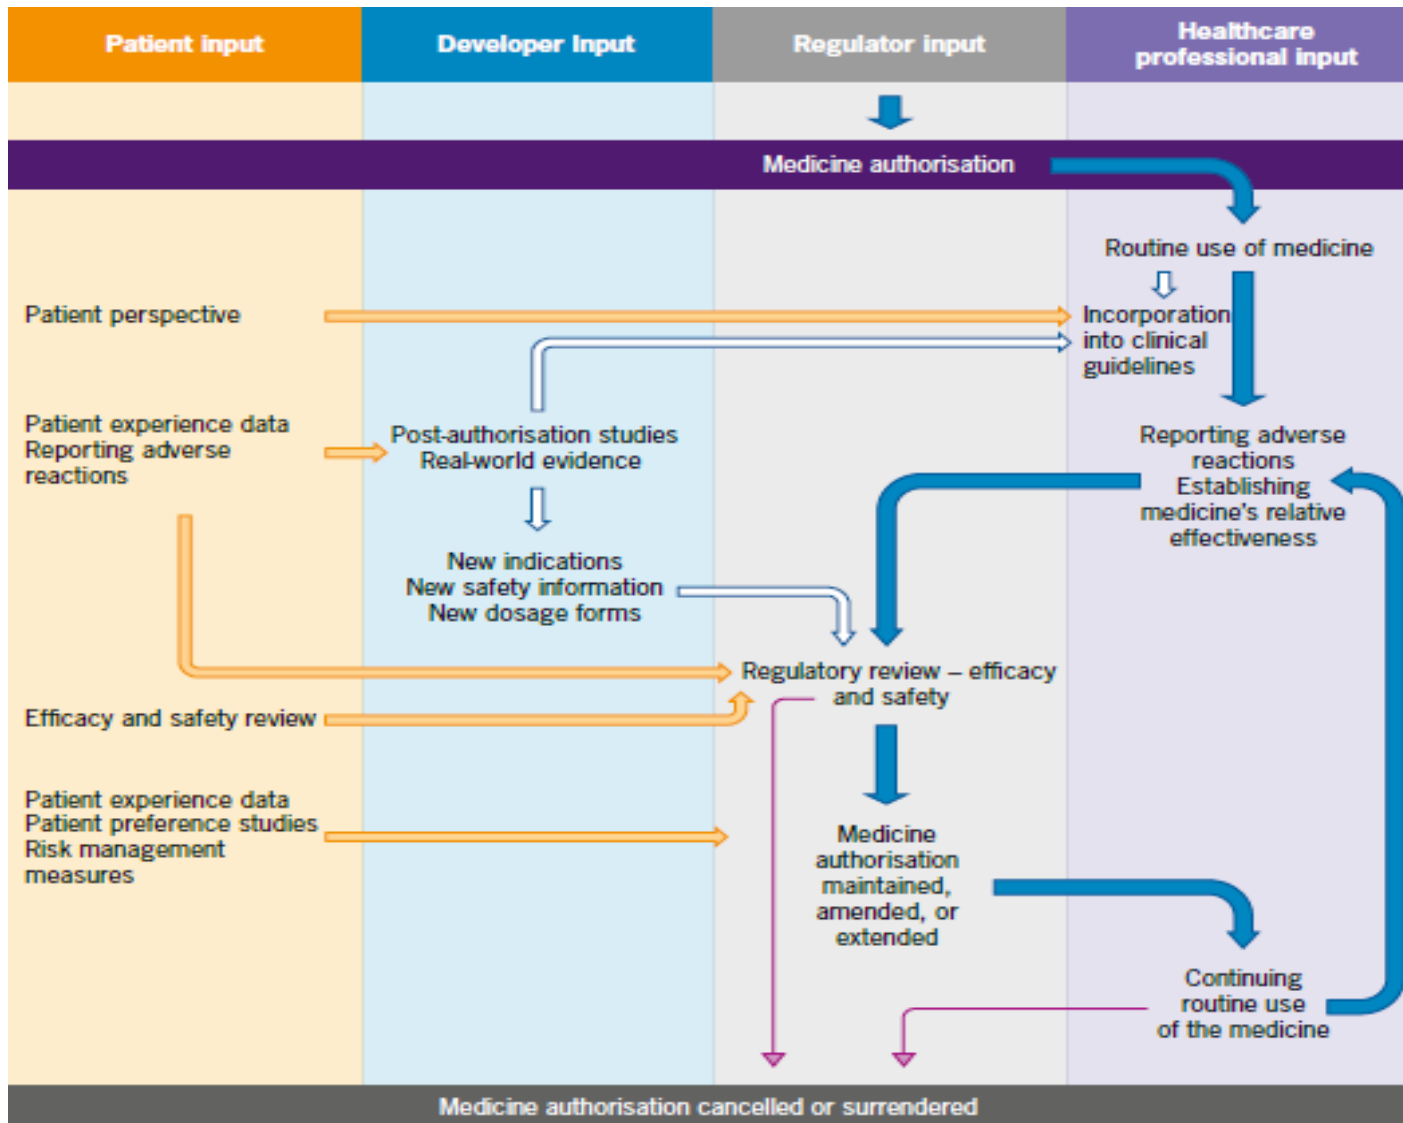 Patient input
Developer Input
Regulator input
Healthcare
professional input
Medicine authorisation
Routine use of medicine
Patient perspective
Incorporation
into clinical
guidelines
Patient experience data
Reporting adverse
reactions
Post-authorisation studies
Real-world evidence
Reporting adverse
reactions
Establishing
medicine's relative
effectiveness
New indications
New safety information
New dosage forms
Regulatory review – efficacy
and safety
Efficacy and safety review
Patient experience data
Patient preference studies
Risk management
measures
Medicine
authorisation
maintained,
amended, or
extended
Continuing
routine use
of the medicine
Medicine authorisation cancelled or surrendered